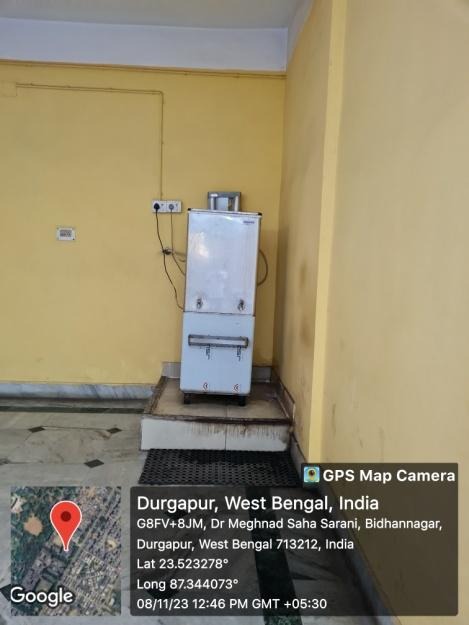 GPS Map Camera
Durgapur, West Bengal, India
G8FV+8JM, Dr Meghnad Saha Sarani, Bidhannagar,
Durgapur, West Bengal 713212, India
Lat 23.523278°
Long 87.344073°
08/11/23 12:46 PM GMT +05:30
Google